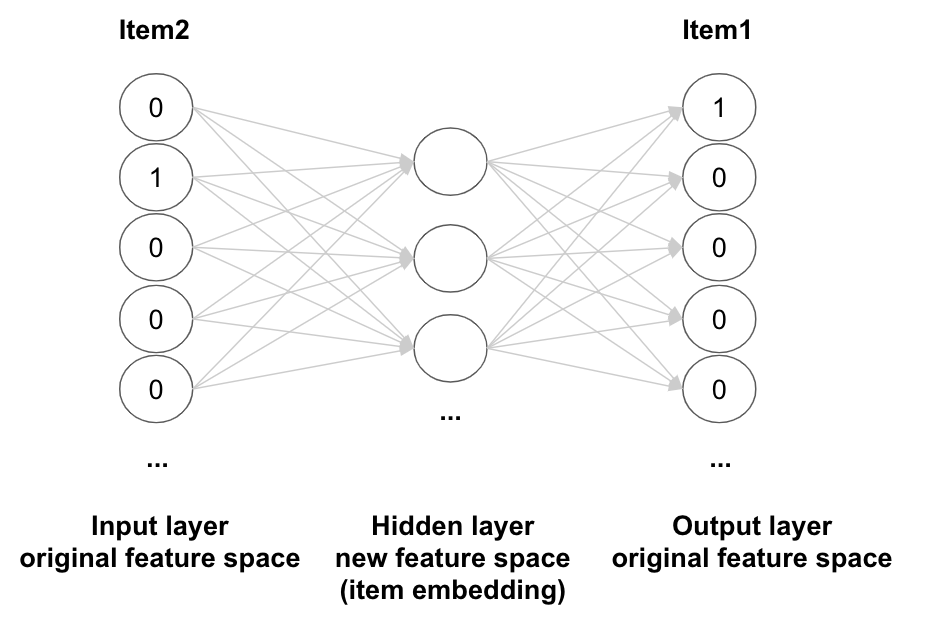 Item2
Item1
0
1
0
0
0
...
...
1
0
0
0
0
...
Input layer
original feature space
Hidden layer
new feature space
(item embedding)
Output layer
original feature space